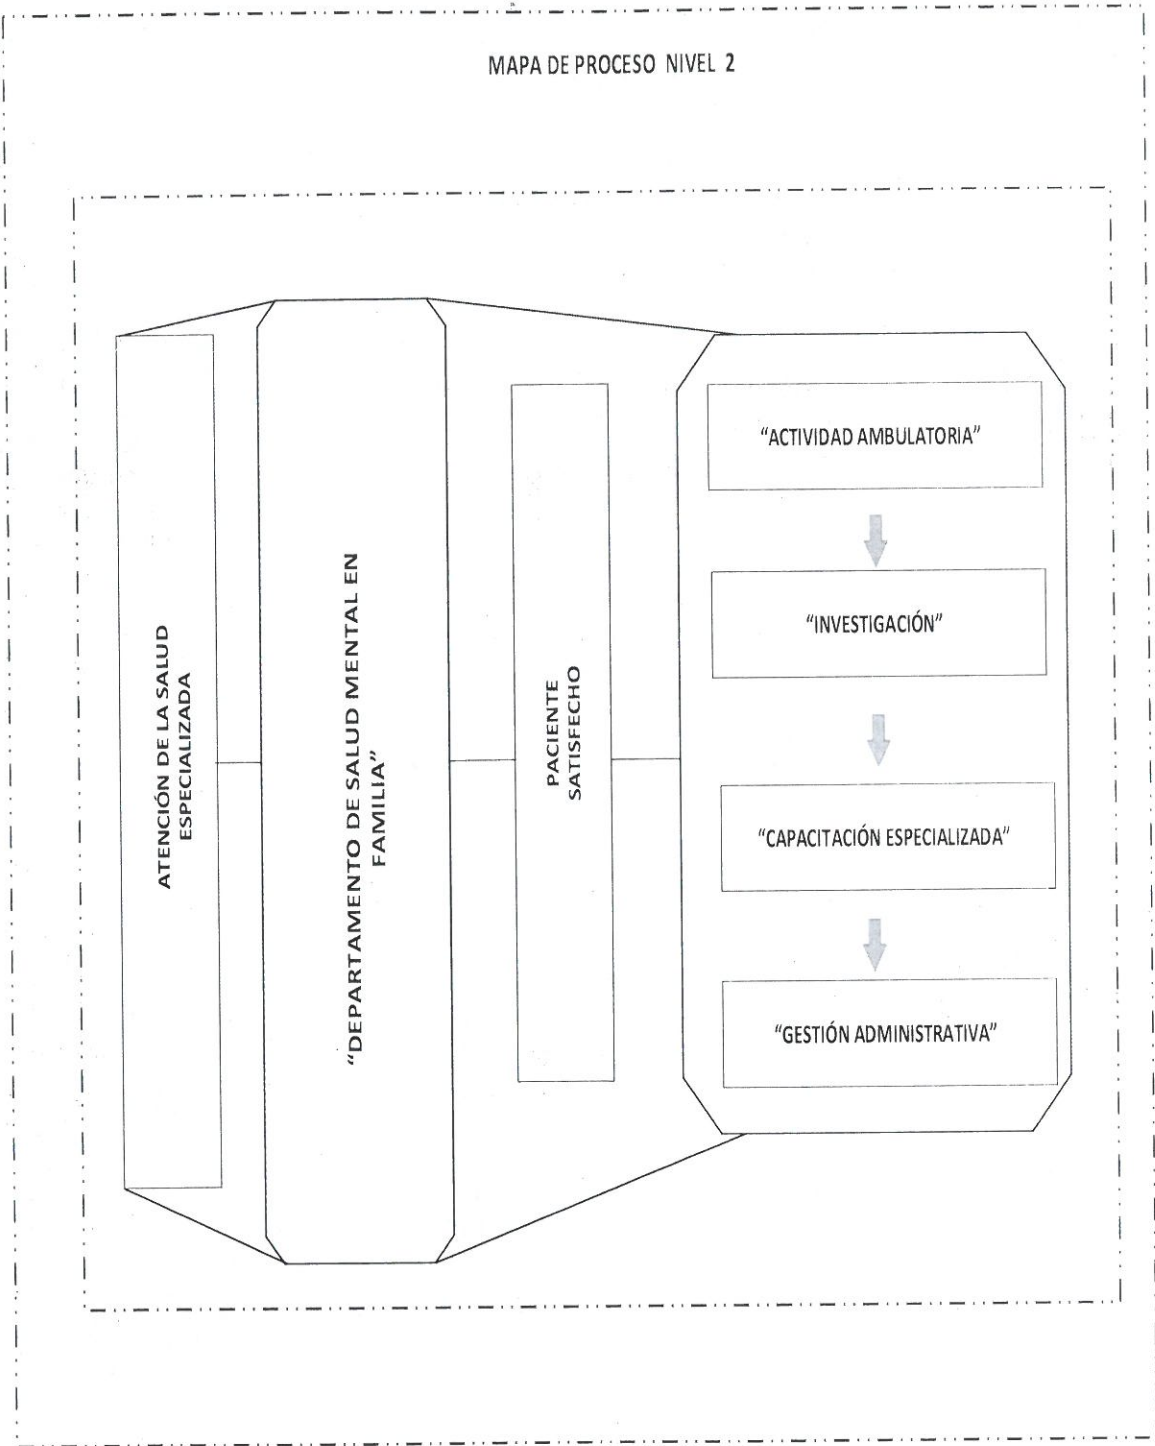 MAPA DE PROCESO NIVEL 2
ATENCIÓN DE LA SALUD
ESPECIALIZADA
“DEPARTAMENTO DE SALUD MENTAL EN
FAMILIA”
PACIENTE
SATISFECHO
“ACTIVIDAD AMBULATORIA”
“INVESTIGACIÓN”
“CAPACITACIÓN ESPECIALIZADA”
“GESTIÓN ADMINISTRATIVA”